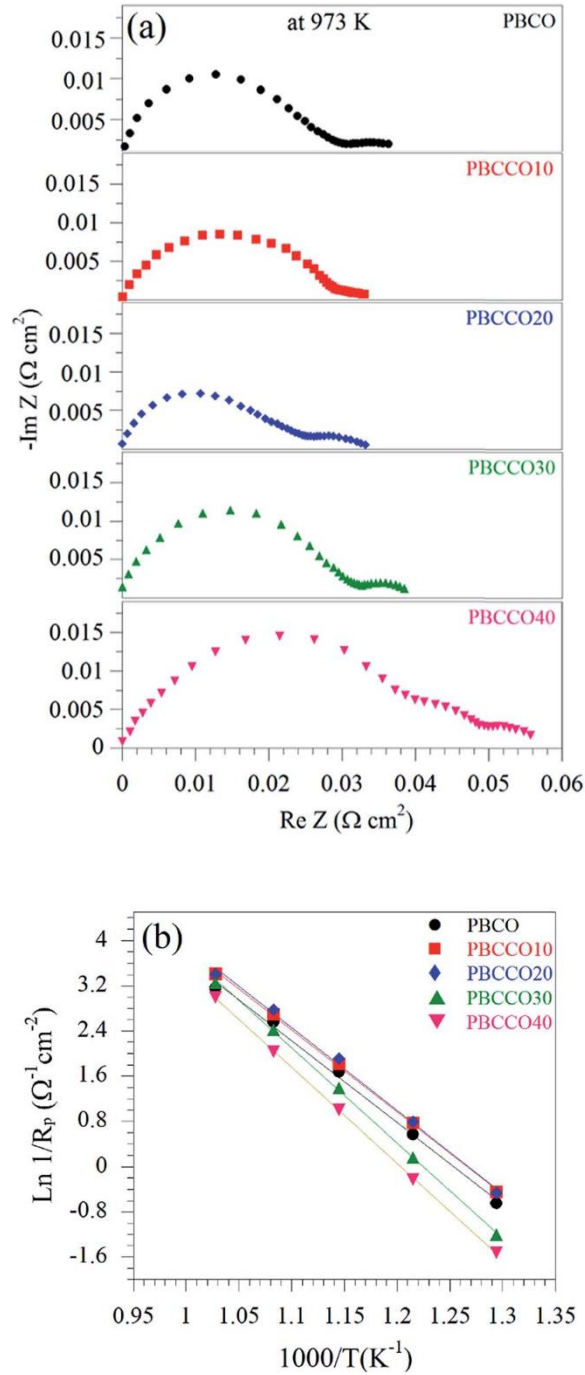 (a)
at 973 K
PBCO
0.015
0.01
0.005
PBCCO10
0.015
0.01
0.005
PBCCO20
0.015
0.01
0.005
PBCCO30
0.015
0.01
0.005
PBCCO40
0.015
0.01
0.005
0
-Im Z (Ω cm²)
0 0.01 0.02 0.03 0.04 0.05 0.06
Re Z (Ω cm²)
(b)
PBCO
PBCCO10
PBCCO20
PBCCO30
PBCCO40
4
3.2
2.4
1.6
0.8
0
-0.8
-1.6
Ln 1/Rₚ (Ω⁻¹cm⁻²)
0.95 1 1.05 1.1 1.15 1.2 1.25 1.3 1.35
1000/T(K⁻¹)